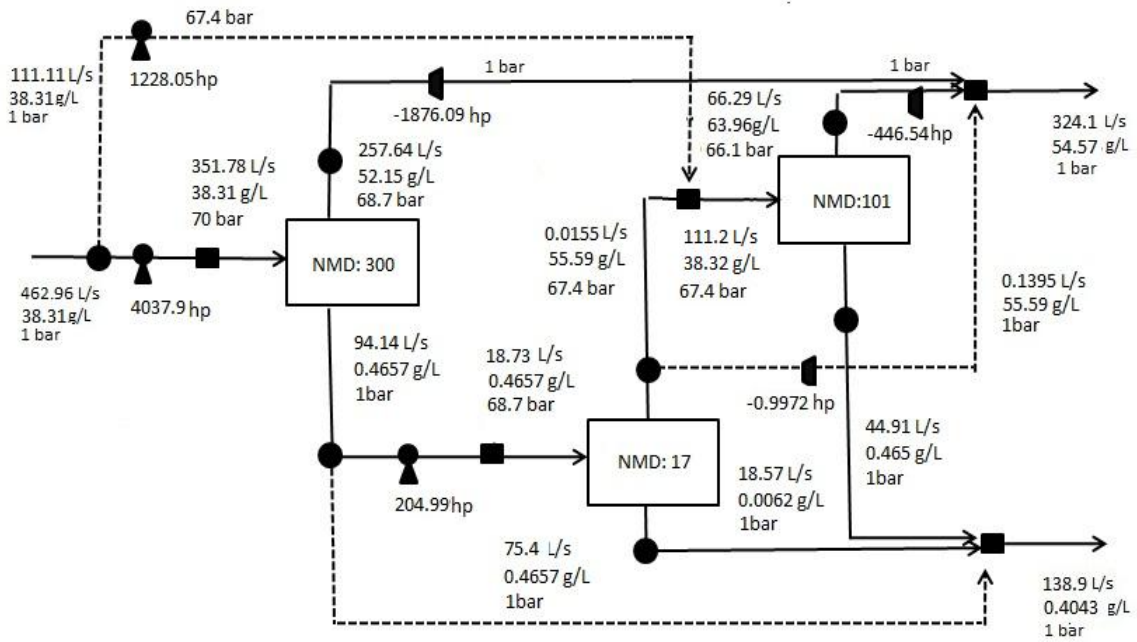 67.4 bar
111.11 L/s
38.31 g/L
1 bar
1228.05 hp
1 bar
1 bar
-1876.09 hp
66.29 L/s
63.96g/L
66.1 bar
-446.54 hp
324.1 L/s
54.57 g/L
1 bar
351.78 L/s
38.31 g/L
70 bar
257.64 L/s
52.15 g/L
68.7 bar
NMD:101
NMD: 300
0.0155 L/s
55.59 g/L
67.4 bar
111.2 L/s
38.32 g/L
67.4 bar
462.96 L/s
38.31g/L
1 bar
4037.9 hp
0.1395 L/s
55.59 g/L
1bar
94.14 L/s
0.4657 g/L
1bar
18.73 L/s
0.4657 g/L
68.7 bar
-0.9972 hp
44.91 L/s
0.465 g/L
1bar
NMD: 17
18.57 L/s
0.0062 g/L
1bar
204.99 hp
75.4 L/s
0.4657 g/L
1bar
138.9 L/s
0.4043 g/L
1 bar